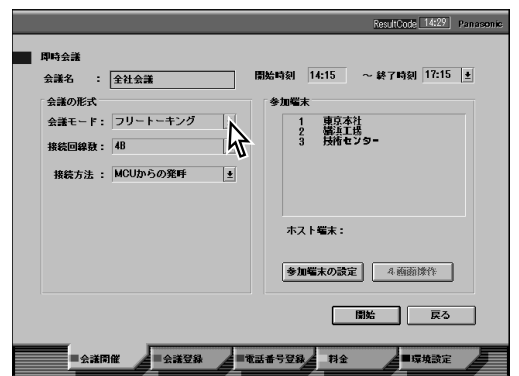 ResultCode 14:29 Panasonic
即時会議
会議名 : 全社会議 開始時刻 14:15 ～ 終了時刻 17:15
会議の形式
会議モード : フリートーキング
接続回線数 : 4B
接続方法 : MCUからの発呼
参加端末
1 東京本社
2 横浜工場
3 技術センター
ホスト端末 :
参加端末の設定 4画面操作
開始 戻る
会議開催 会議登録 電話番号登録 料金 環境設定